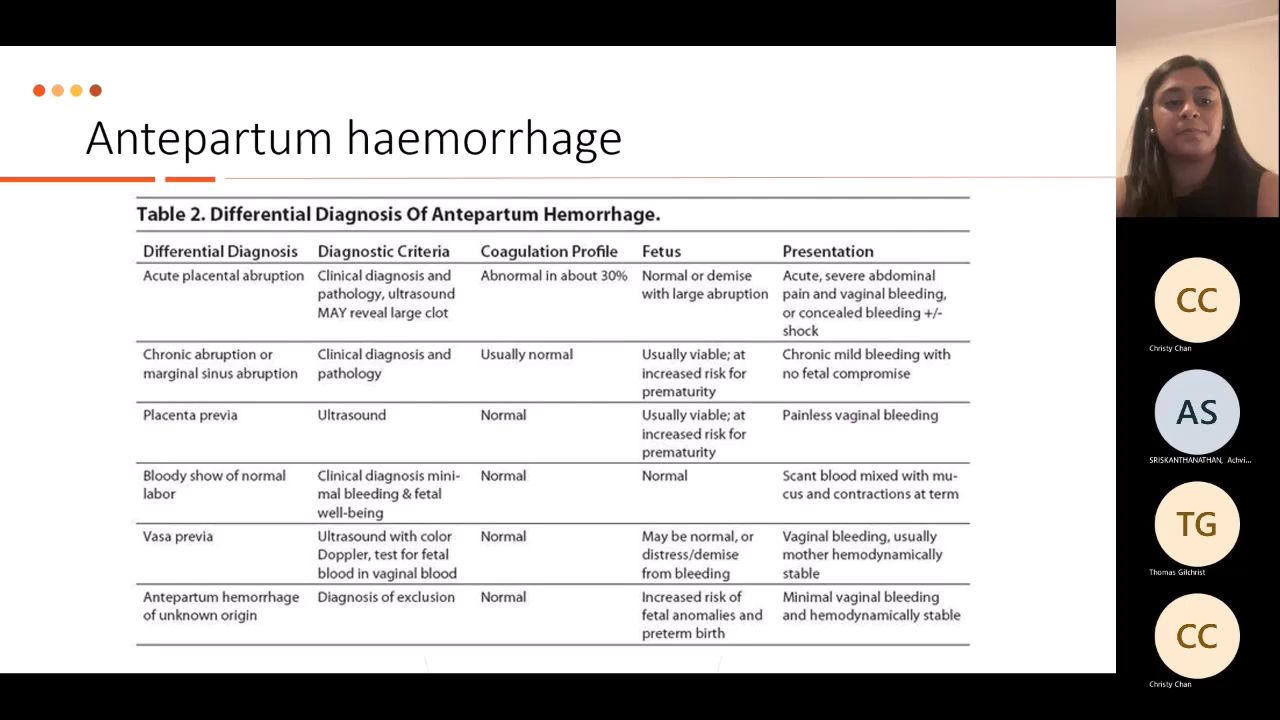 Antepartum haemorrhage
Table 2. Differential Diagnosis Of Antepartum Hemorrhage.
Differential Diagnosis Diagnostic Criteria Coagulation Profile Fetus Presentation
Acute placental abruption Clinical diagnosis and Abnormal in about 30% Normal or demise Acute, severe abdominal
pathology, ultrasound with large abruption pain and vaginal bleeding,
MAY reveal large clot or concealed bleeding +/-
shock
Chronic abruption or Clinical diagnosis and Usually normal Usually viable; at Chronic mild bleeding with
marginal sinus abruption pathology increased risk for no fetal compromise
prematurity
Placenta previa Ultrasound Normal Usually viable; at Painless vaginal bleeding
increased risk for
prematurity
Bloody show of normal Clinical diagnosis mini- Normal Normal Scant blood mixed with mu-
labor mal bleeding & fetal cus and contractions at term
well-being
Vasa previa Ultrasound with color Normal May be normal, or Vaginal bleeding, usually
Doppler, test for fetal distress/demise mother hemodynamically
blood in vaginal blood from bleeding stable
Antepartum hemorrhage Diagnosis of exclusion Normal Increased risk of Minimal vaginal bleeding
of unknown origin fetal anomalies and and hemodynamically stable
preterm birth
CC
Christy Chan
AS
SRISKANTHANATHAN, Achvi...
TG
Thomas Gilchrist
CC
Christy Chan